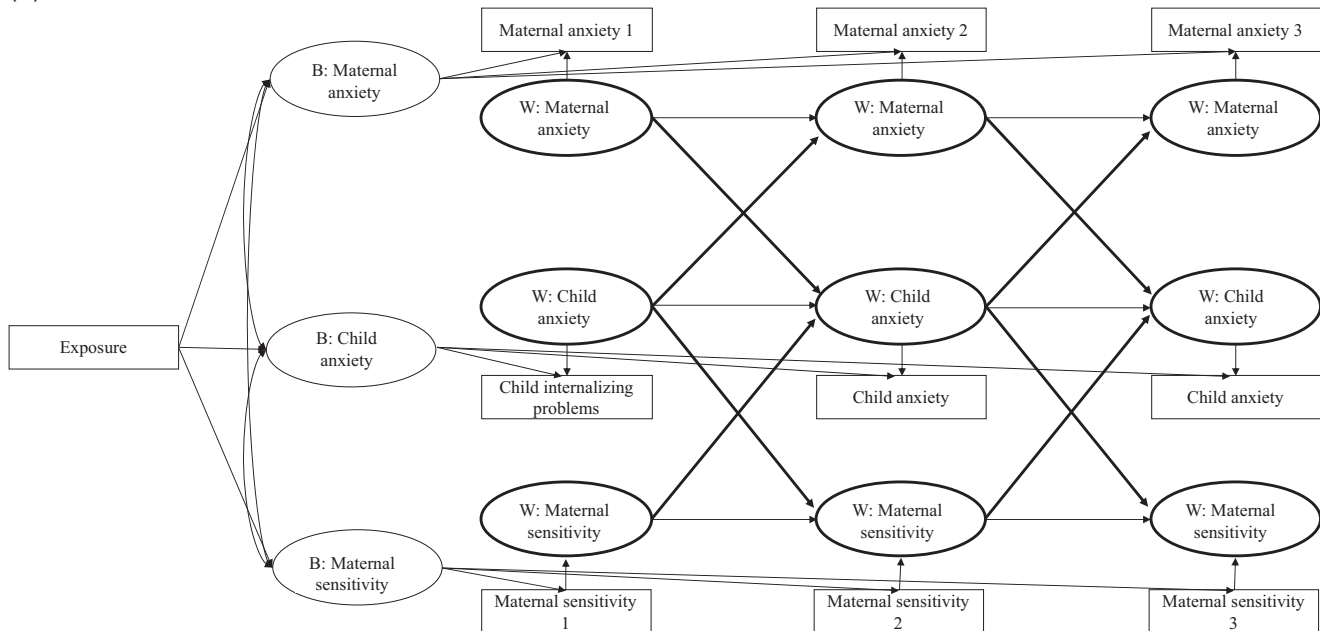 Maternal anxiety 1
Maternal anxiety 2
Maternal anxiety 3
B: Maternal
anxiety
W: Maternal
anxiety
W: Maternal
anxiety
W: Maternal
anxiety
W: Child
anxiety
W: Child
anxiety
W: Child
anxiety
Exposure
B: Child
anxiety
Child internalizing
problems
Child anxiety
Child anxiety
W: Maternal
sensitivity
W: Maternal
sensitivity
W: Maternal
sensitivity
B: Maternal
sensitivity
Maternal sensitivity
1
Maternal sensitivity
2
Maternal sensitivity
3